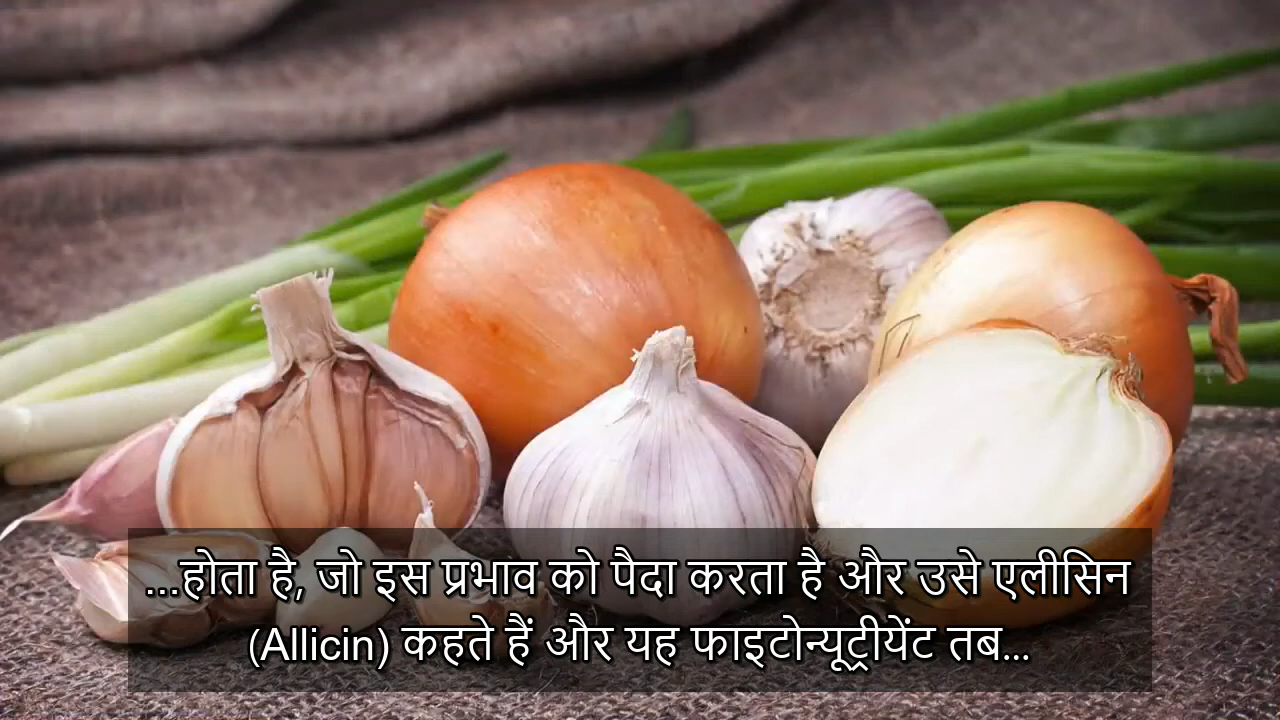 ...होता है, जो इस प्रभाव को पैदा करता है और उसे एलीसिन
(Allicin) कहते हैं और यह फाइटोन्यूट्रीयेंट तब...